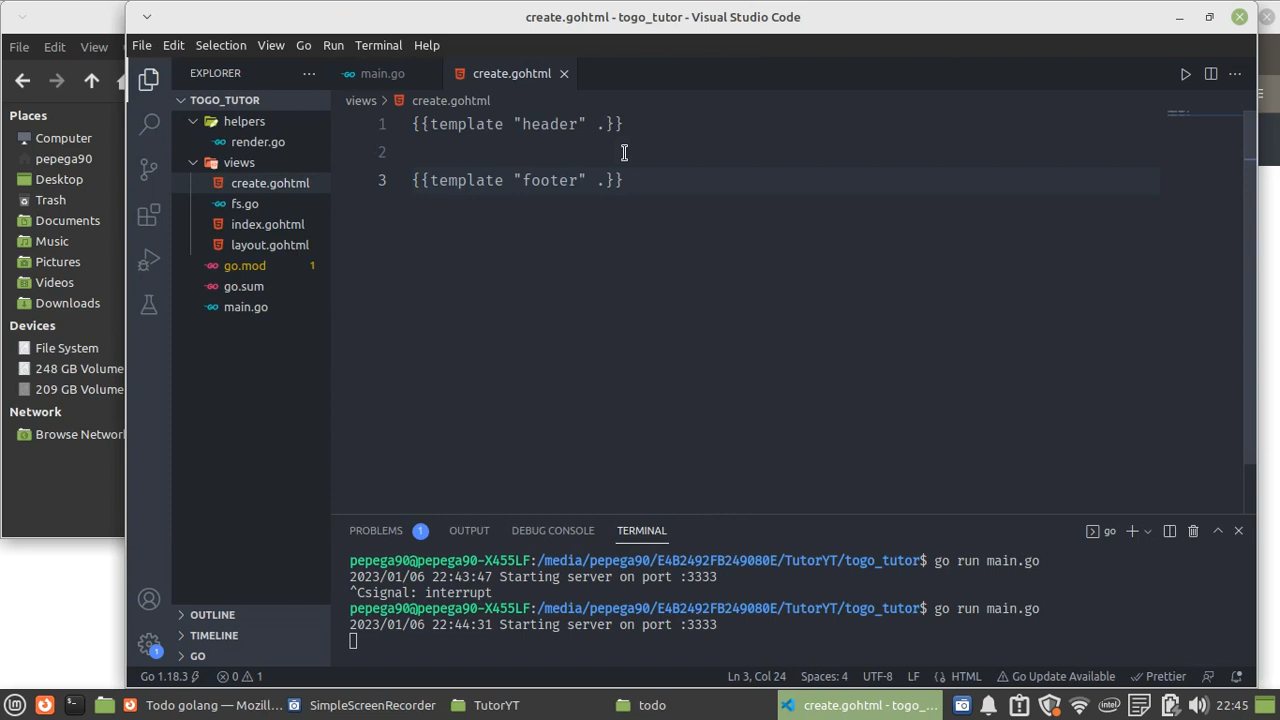 create.gohtml - togo_tutor - Visual Studio Code
File Edit View
File Edit Selection View Go Run Terminal Help
Places
Computer
pepega90
Desktop
Trash
Documents
Music
Pictures
Videos
Downloads
Devices
File System
248 GB Volume
209 GB Volume
Network
Browse Networ
EXPLORER
TOGO_TUTOR
helpers
render.go
views
create.gohtml
fs.go
index.gohtml
layout.gohtml
go.mod 1
go.sum
main.go
OUTLINE
TIMELINE
GO
1
main.go create.gohtml
views > create.gohtml
1 {{template "header" .}}
2
3 {{template "footer" .}}
PROBLEMS 1 OUTPUT DEBUG CONSOLE TERMINAL go
pepega90@pepega90-X455LF:/media/pepega90/E4B2492FB249080E/TutorYT/togo_tutor$ go run main.go
2023/01/06 22:43:47 Starting server on port :3333
^Csignal: interrupt
pepega90@pepega90-X455LF:/media/pepega90/E4B2492FB249080E/TutorYT/togo_tutor$ go run main.go
2023/01/06 22:44:31 Starting server on port :3333
Go 1.18.3 0 1 Ln 3, Col 24 Spaces: 4 UTF-8 LF HTML Go Update Available Prettier
Todo golang — Mozil... SimpleScreenRecorder TutorYT todo create.gohtml - togo_... 22:45